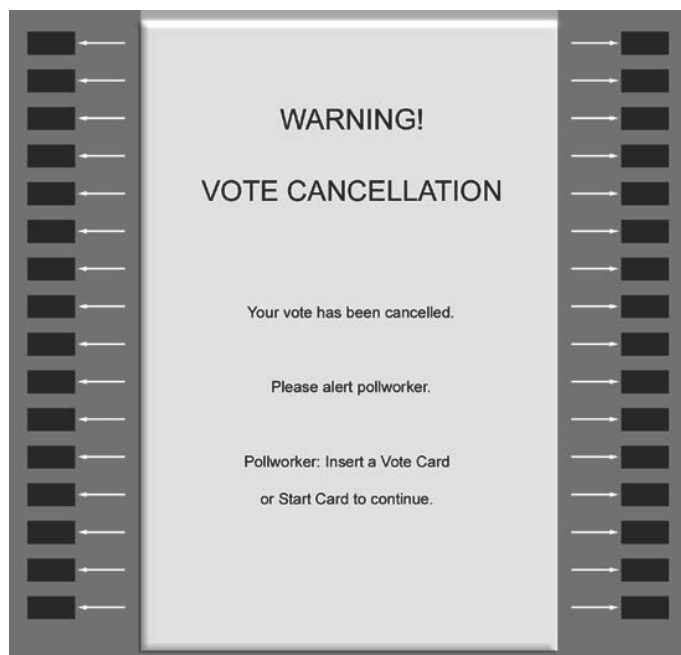 WARNING!
VOTE CANCELLATION
Your vote has been cancelled.
Please alert pollworker.
Pollworker: Insert a Vote Card
or Start Card to continue.